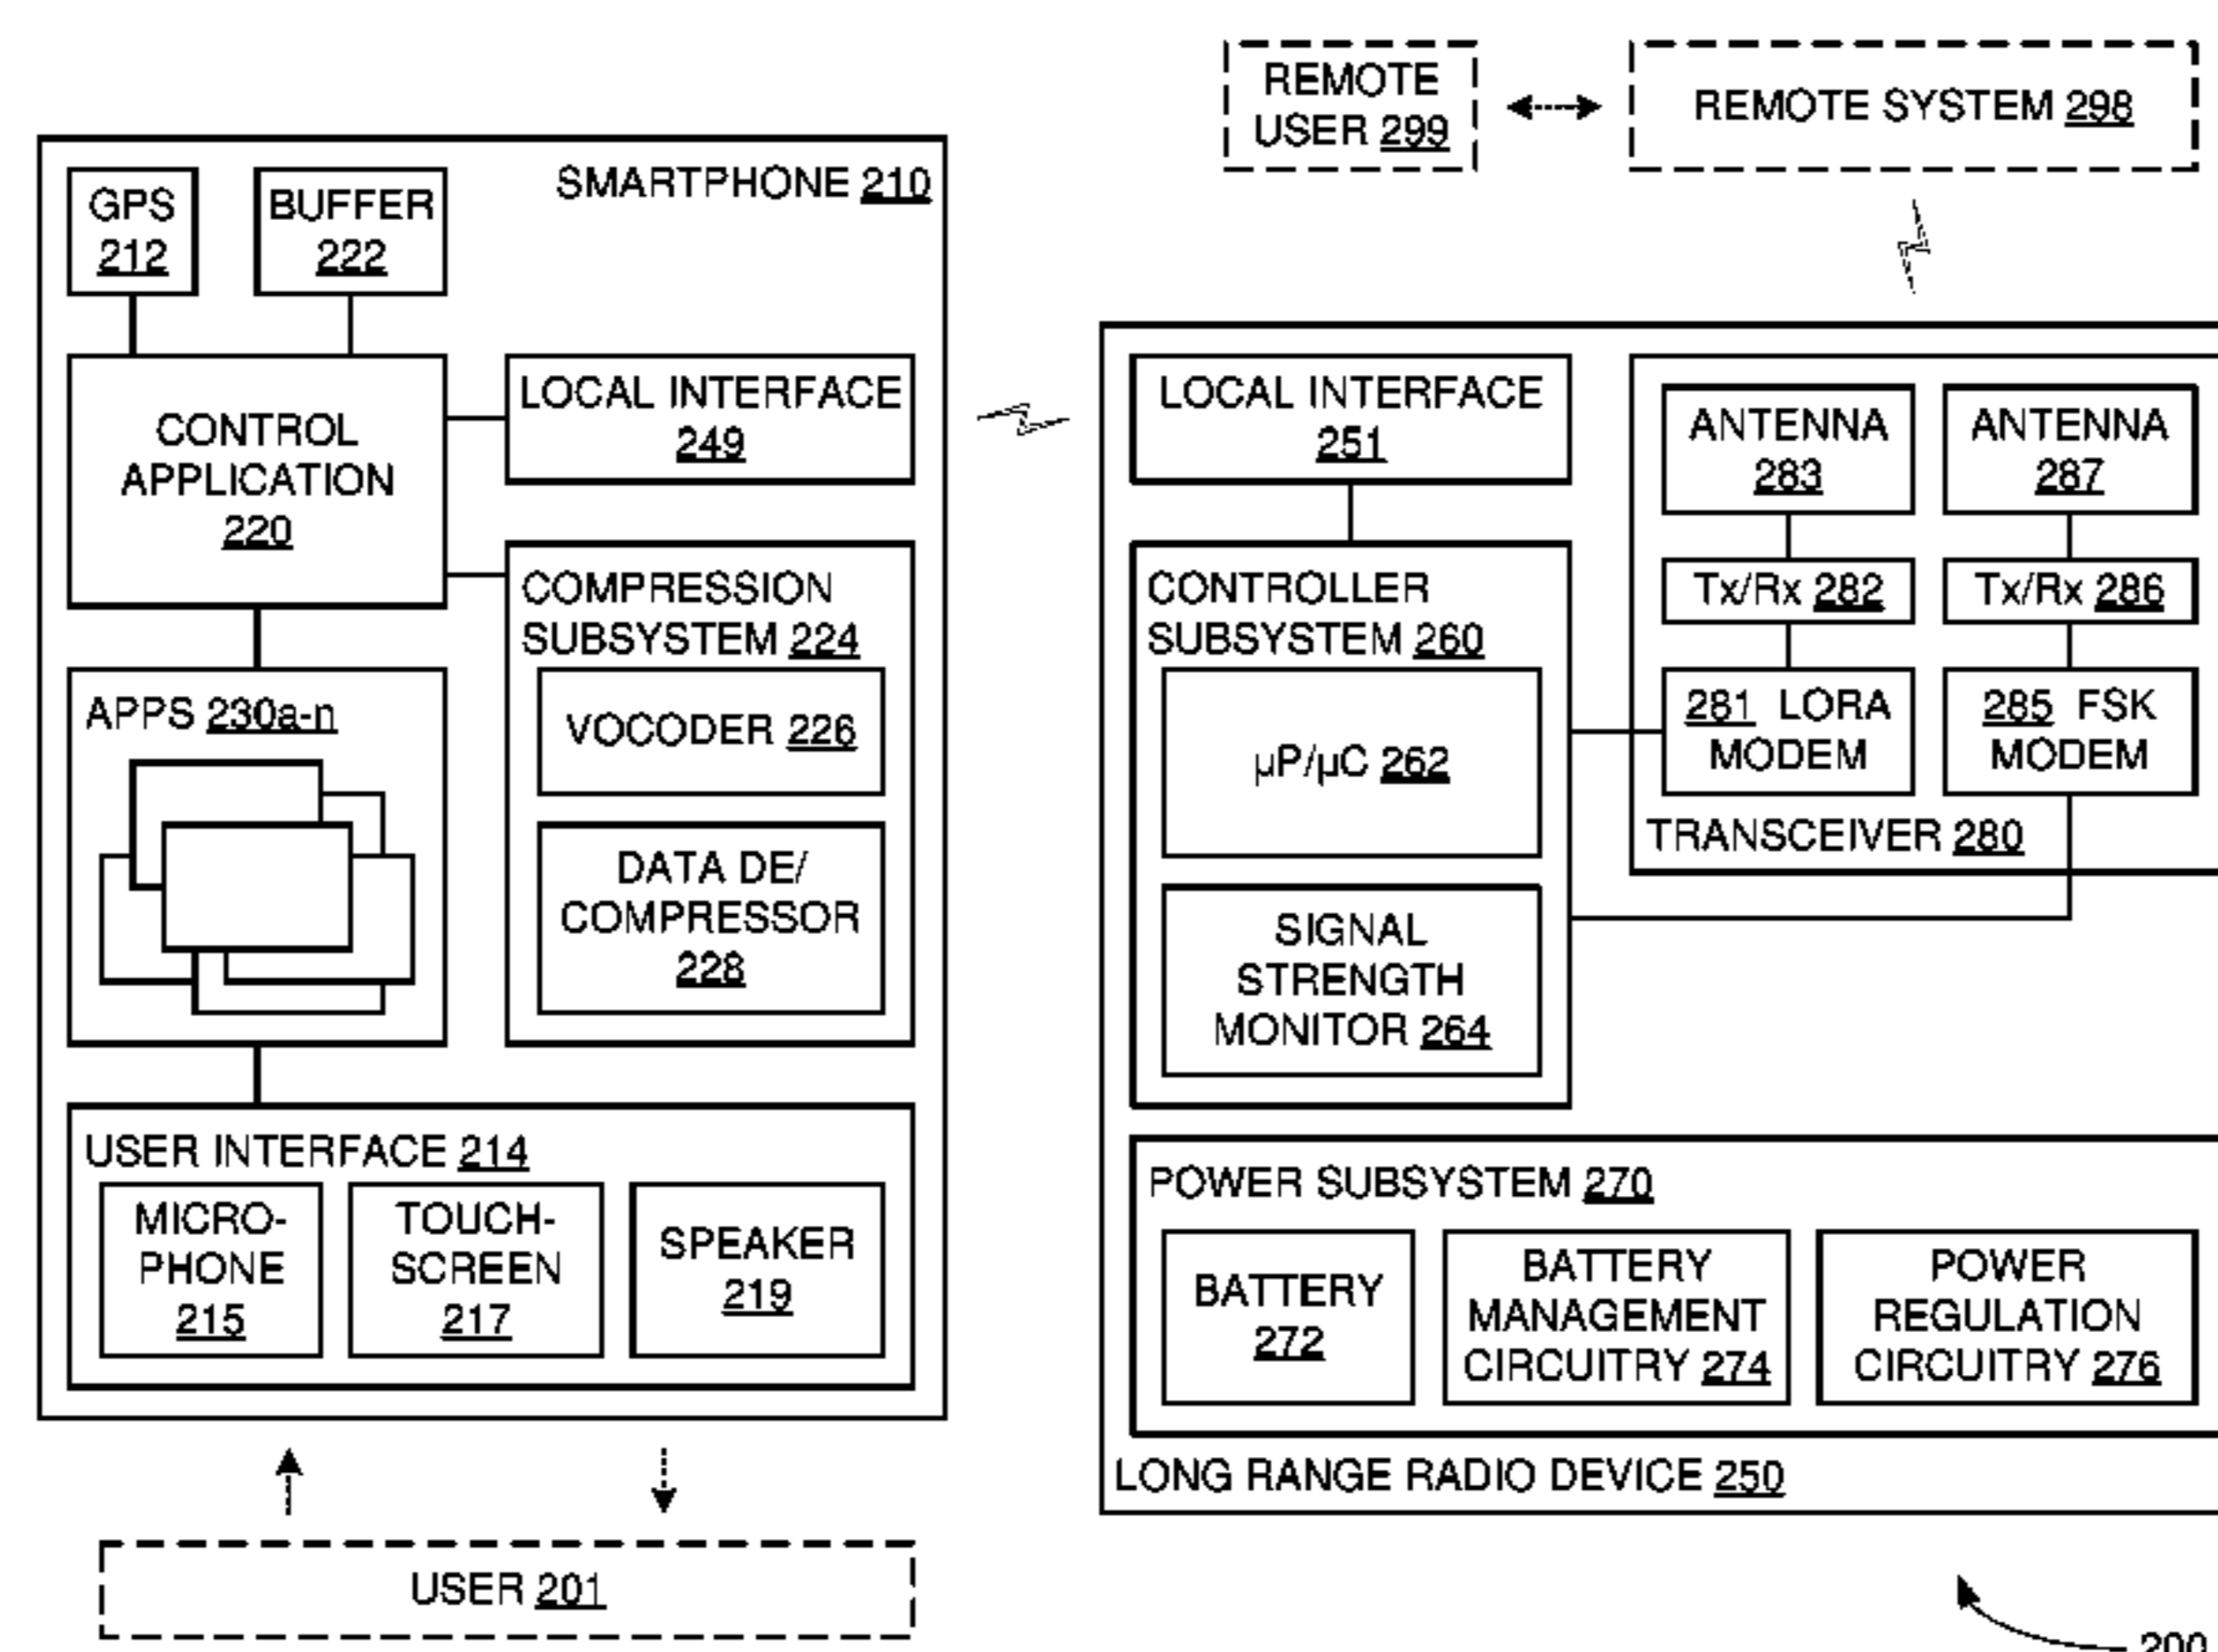 REMOTE
USER 299
REMOTE SYSTEM 298
SMARTPHONE 210
GPS
212
BUFFER
222
CONTROL
APPLICATION
220
LOCAL INTERFACE
249
COMPRESSION
SUBSYSTEM 224
VOCODER 226
DATA DE/
COMPRESSOR
228
APPS 230a-n
USER INTERFACE 214
MICRO-
PHONE
215
TOUCH-
SCREEN
217
SPEAKER
219
USER 201
LOCAL INTERFACE
251
CONTROLLER
SUBSYSTEM 260
µP/µC 262
SIGNAL
STRENGTH
MONITOR 264
ANTENNA
283
ANTENNA
287
Tx/Rx 282
Tx/Rx 286
281 LORA
MODEM
285 FSK
MODEM
TRANSCEIVER 280
POWER SUBSYSTEM 270
BATTERY
272
BATTERY
MANAGEMENT
CIRCUITRY 274
POWER
REGULATION
CIRCUITRY 276
LONG RANGE RADIO DEVICE 250
200